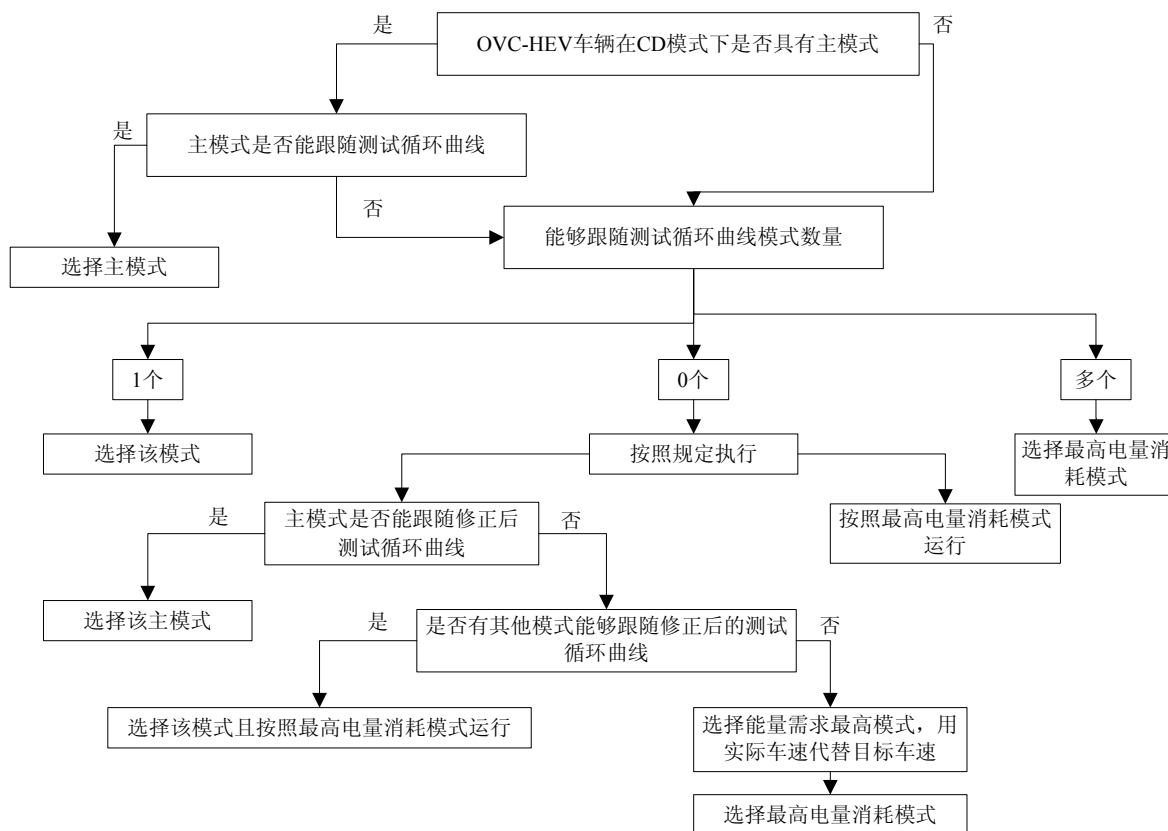 是
OVC-HEV车辆在CD模式下是否具有主模式
否
是
主模式是否能跟随测试循环曲线
否
能够跟随测试循环曲线模式数量
选择主模式
1个
0个
多个
选择该模式
按照规定执行
选择最高电量消
耗模式
是
主模式是否能跟随修正后
测试循环曲线
否
按照最高电量消耗模式
运行
选择该主模式
是
是否有其他模式能够跟随修正后的测试
循环曲线
否
选择该模式且按照最高电量消耗模式运行
选择能量需求最高模式，用
实际车速代替目标车速
选择最高电量消耗模式